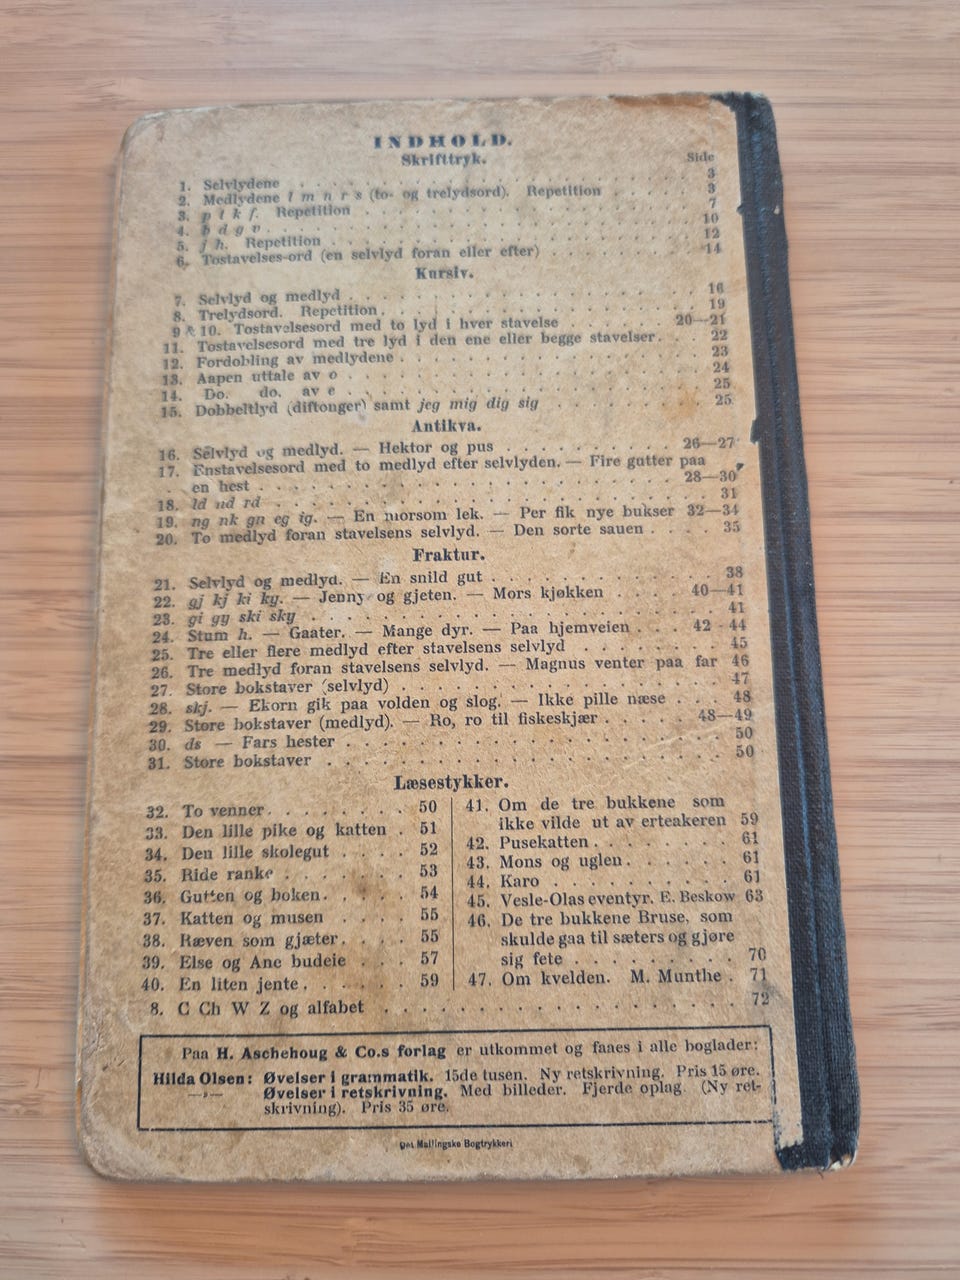 INDHOLD.
Skrifttryk.
Side
1. Selvlydene . . . 3
2. Medlydene l m n r s (to- og trelydsord). Repetition . . . 3
3. p t k f. Repetition . . . 7
4. b d g v . . . 10
5. j h. Repetition . . . 12
6. Tostavelses-ord (en selvlyd foran eller efter) . . . 14
Kursiv.
7. Selvlyd og medlyd . . . 16
8. Trelydsord. Repetition . . . 19
9 & 10. Tostavelsesord med to lyd i hver stavelse . . . 20—21
11. Tostavelsesord med tre lyd i den ene eller begge stavelser . . . 22
12. Fordobling av medlydene . . . 23
13. Aapen uttale av o . . . 24
14. Do. do. av e . . . 25
15. Dobbeltlyd (diftonger) samt jeg mig dig sig . . . 25
Antikva.
16. Selvlyd og medlyd. — Hektor og pus . . . 26—27
17. Enstavelsesord med to medlyd efter selvlyden. — Fire gutter paa
en hest . . . 28—30
18. ld nd rd . . . 31
19. ng nk gn eg ig. — En morsom lek. — Per fik nye bukser 32—34
20. To medlyd foran stavelsens selvlyd. — Den sorte sauen . . . 35
Fraktur.
21. Selvlyd og medlyd. — En snild gut . . . 38
22. gj kj ki ky. — Jenny og gjeten. — Mors kjøkken . . . 40—41
23. gi gy ski sky . . . 41
24. Stum h. — Gaater. — Mange dyr. — Paa hjemveien . . . 42-44
25. Tre eller flere medlyd efter stavelsens selvlyd . . . 45
26. Tre medlyd foran stavelsens selvlyd. — Magnus venter paa far 46
27. Store bokstaver (selvlyd) . . . 47
28. skj. — Ekorn gik paa volden og slog. — Ikke pille næse . . . 48
29. Store bokstaver (medlyd). — Ro, ro til fiskeskjær . . . 48—49
30. ds — Fars hester . . . 50
31. Store bokstaver . . . 50
Læsestykker.
32. To venner . . . 50
33. Den lille pike og katten . 51
34. Den lille skolegut . . . 52
35. Ride ranke . . . 53
36. Gutten og boken . . . 54
37. Katten og musen . . . 55
38. Ræven som gjæter . . . 55
39. Else og Ane budeie . . . 57
40. En liten jente . . . 59
41. Om de tre bukkene som
ikke vilde ut av erteakeren 59
42. Pusekatten . . . 61
43. Mons og uglen . . . 61
44. Karo . . . 61
45. Vesle-Olas eventyr. E. Beskow 63
46. De tre bukkene Bruse, som
skulde gaa til sæters og gjøre
sig fete . . . 70
47. Om kvelden. M. Munthe . 71
8. C Ch W Z og alfabet . . . 72
Paa H. Aschehoug & Co.s forlag er utkommet og faaes i alle boglader:
Hilda Olsen: Øvelser i grammatik. 15de tusen. Ny retskrivning. Pris 15 øre.
—»— Øvelser i retskrivning. Med billeder. Fjerde oplag. (Ny ret-
skrivning). Pris 35 øre.
Det Mallingske Bogtrykkeri